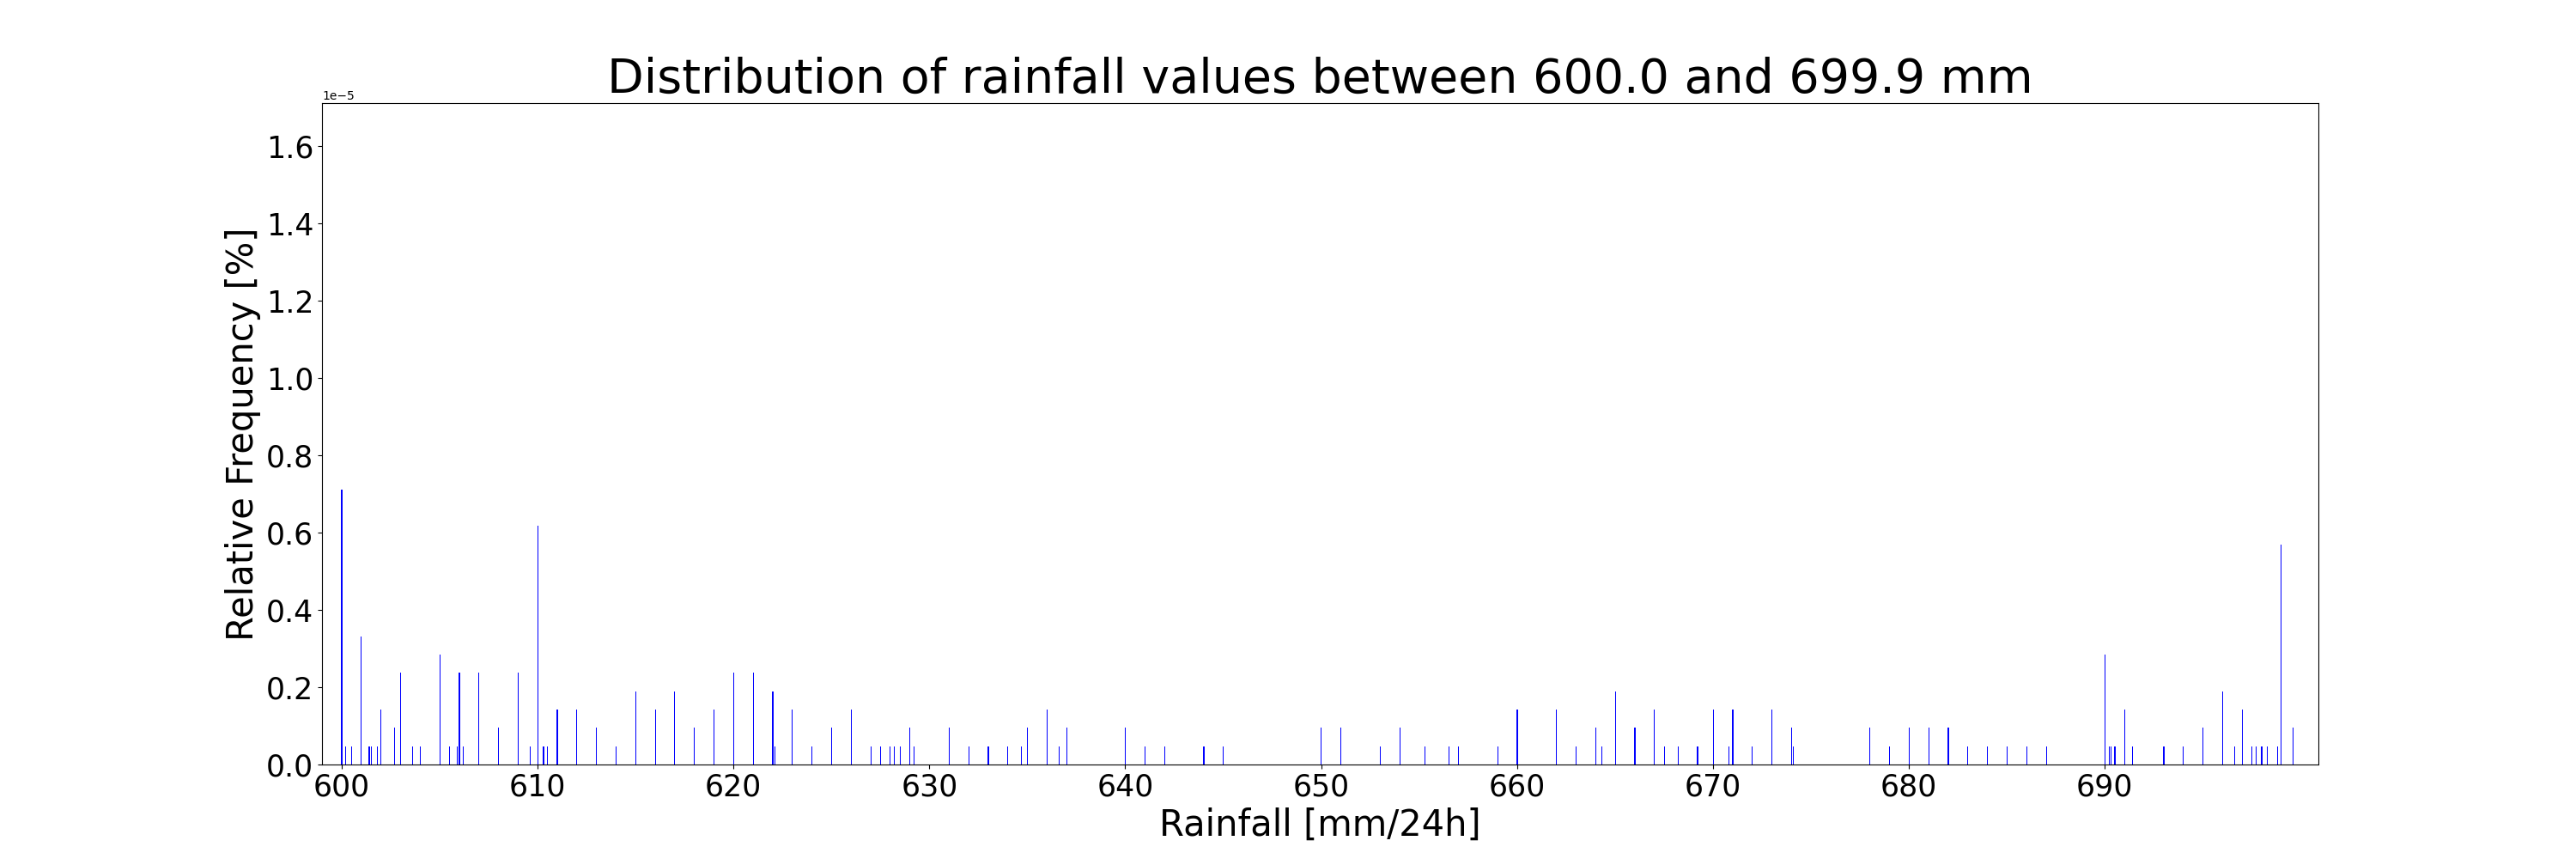 Distribution of rainfall values between 600.0 and 699.9 mm
1e−5
1.6
1.4
1.2
1.0
0.8
0.6
0.4
0.2
0.0
Relative Frequency [%]
600 610 620 630 640 650 660 670 680 690
Rainfall [mm/24h]